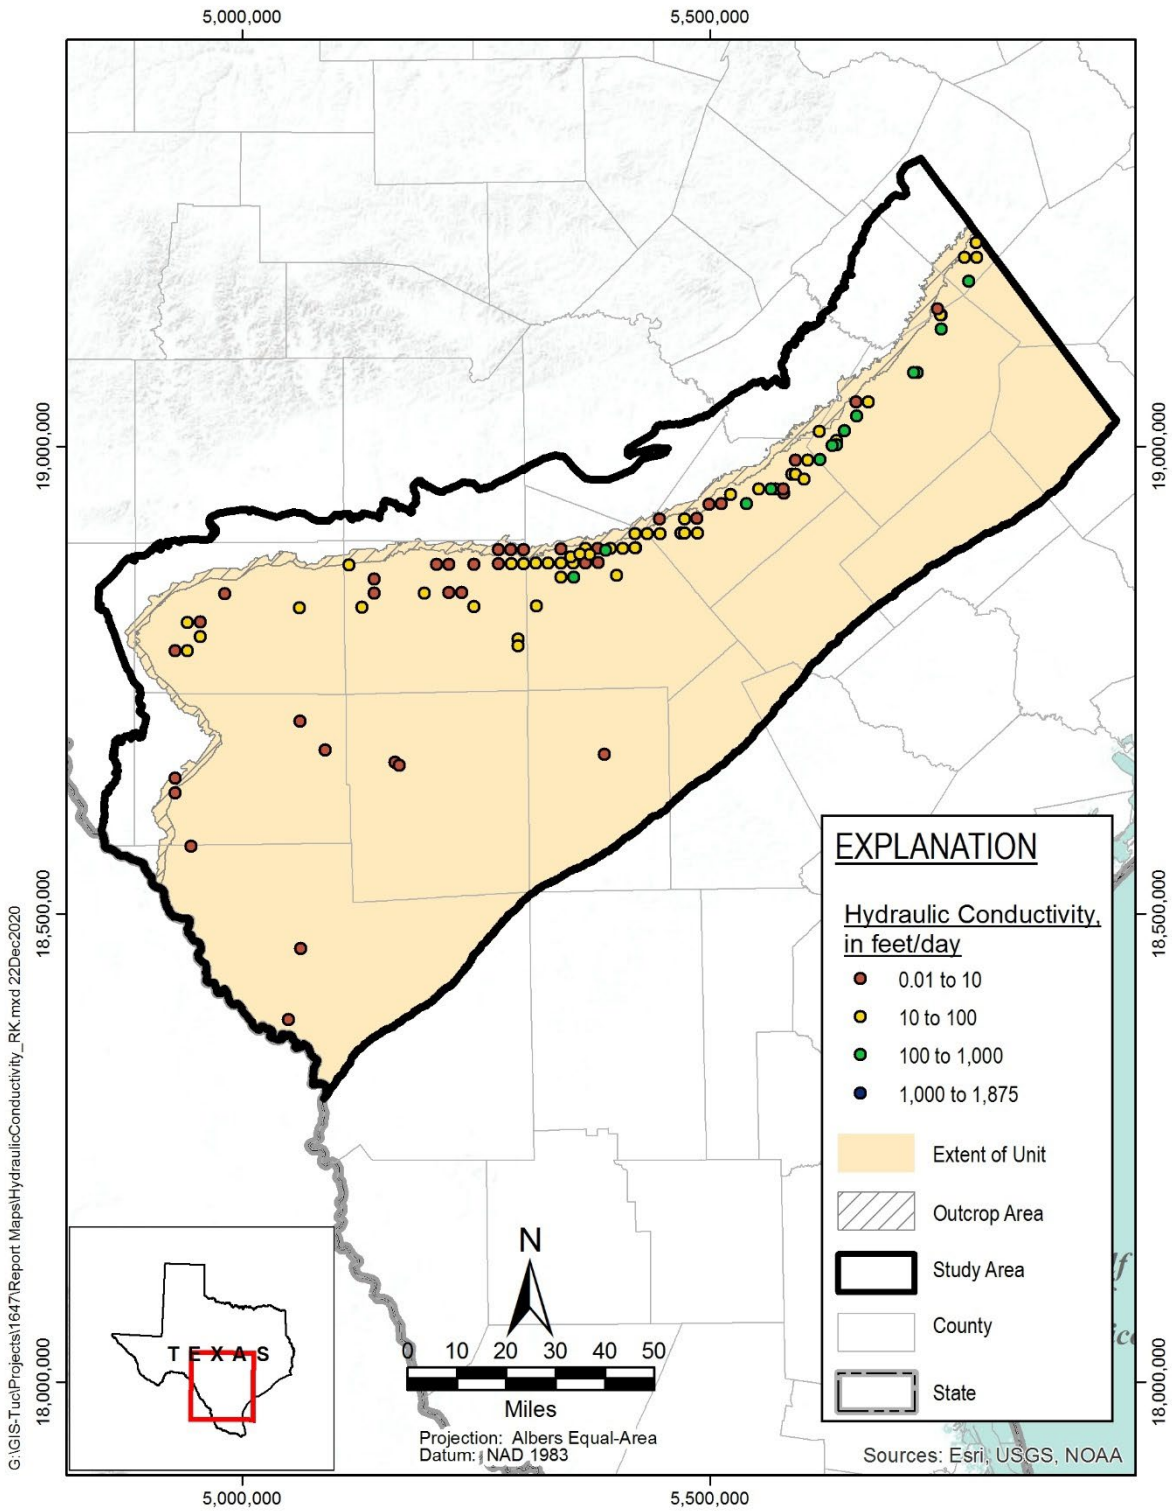 5,000,000
5,500,000
19,000,000
19,000,000
18,500,000
18,500,000
18,000,000
18,000,000
G:\GIS-Tuc\Projects\1647\Report Maps\HydraulicConductivity_RK.mxd 22Dec2020
EXPLANATION
Hydraulic Conductivity,
in feet/day
0.01 to 10
10 to 100
100 to 1,000
1,000 to 1,875
Extent of Unit
Outcrop Area
Study Area
County
State
TEXAS
N
0 10 20 30 40 50
Miles
Projection: Albers Equal-Area
Datum: NAD 1983
Sources: Esri, USGS, NOAA
5,000,000
5,500,000